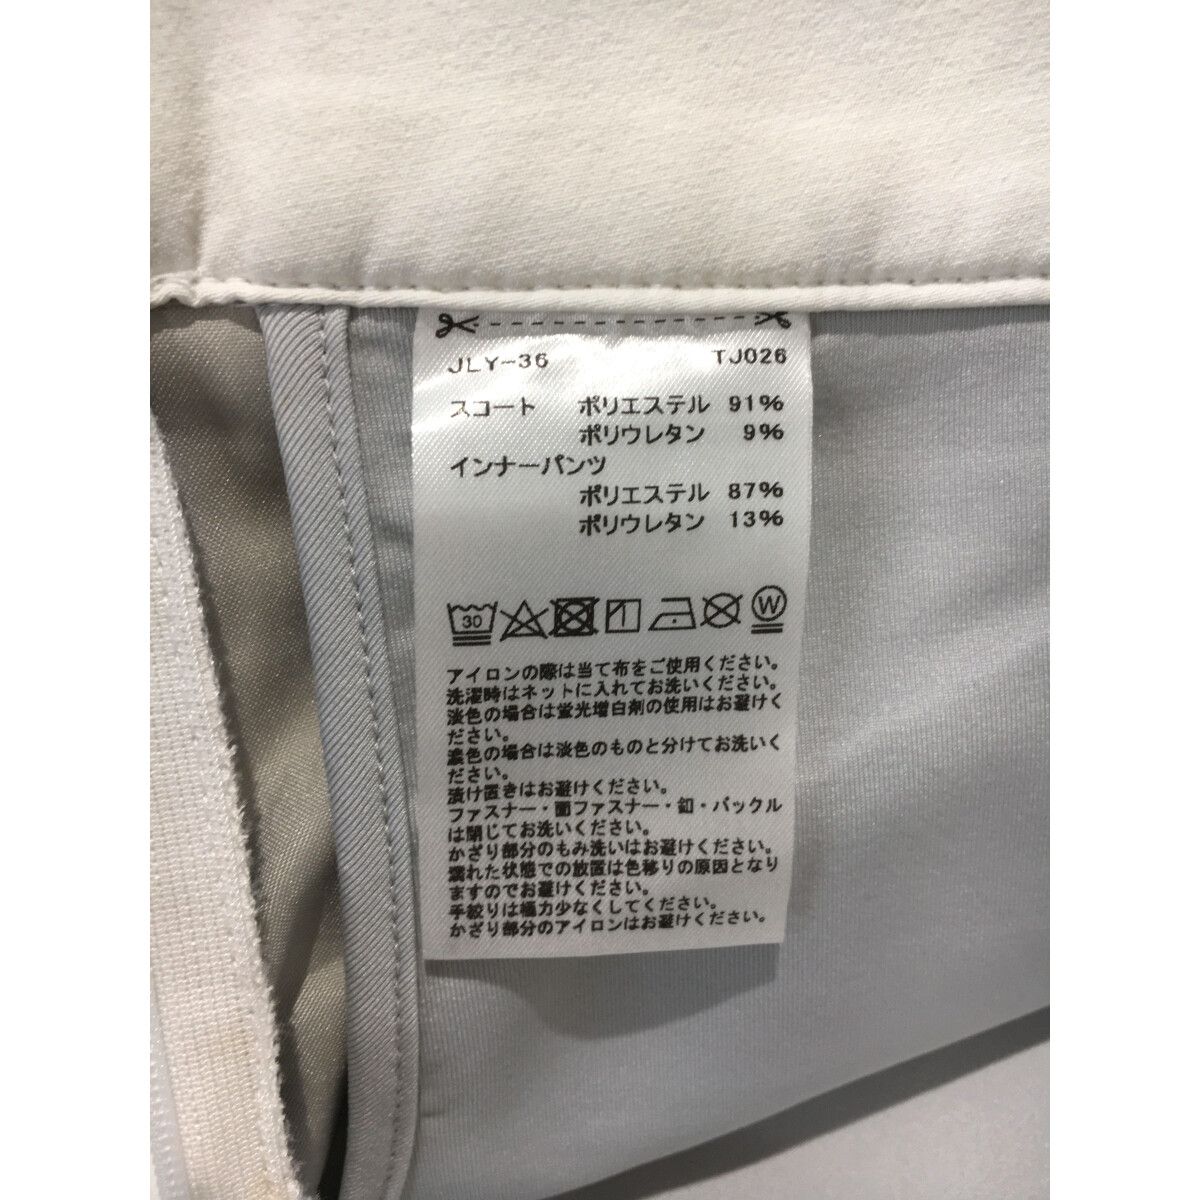 JLY-36 TJ026
スコート ポリエステル 91%
ポリウレタン 9%
インナーパンツ
ポリエステル 87%
ポリウレタン 13%
30 W
アイロンの際は当て布をご使用ください。
洗濯時はネットに入れてお洗いください。
淡色の場合は蛍光増白剤の使用はお避けく
ださい。
濃色の場合は淡色のものと分けてお洗いく
ださい。
漬け置きはお避けください。
ファスナー・面ファスナー・釦・バックル
は閉じてお洗いください。
かざり部分のもみ洗いはお避けください。
濡れた状態での放置は色移りの原因となり
ますのでお避けください。
手絞りは極力少なくしてください。
かざり部分のアイロンはお避けください。